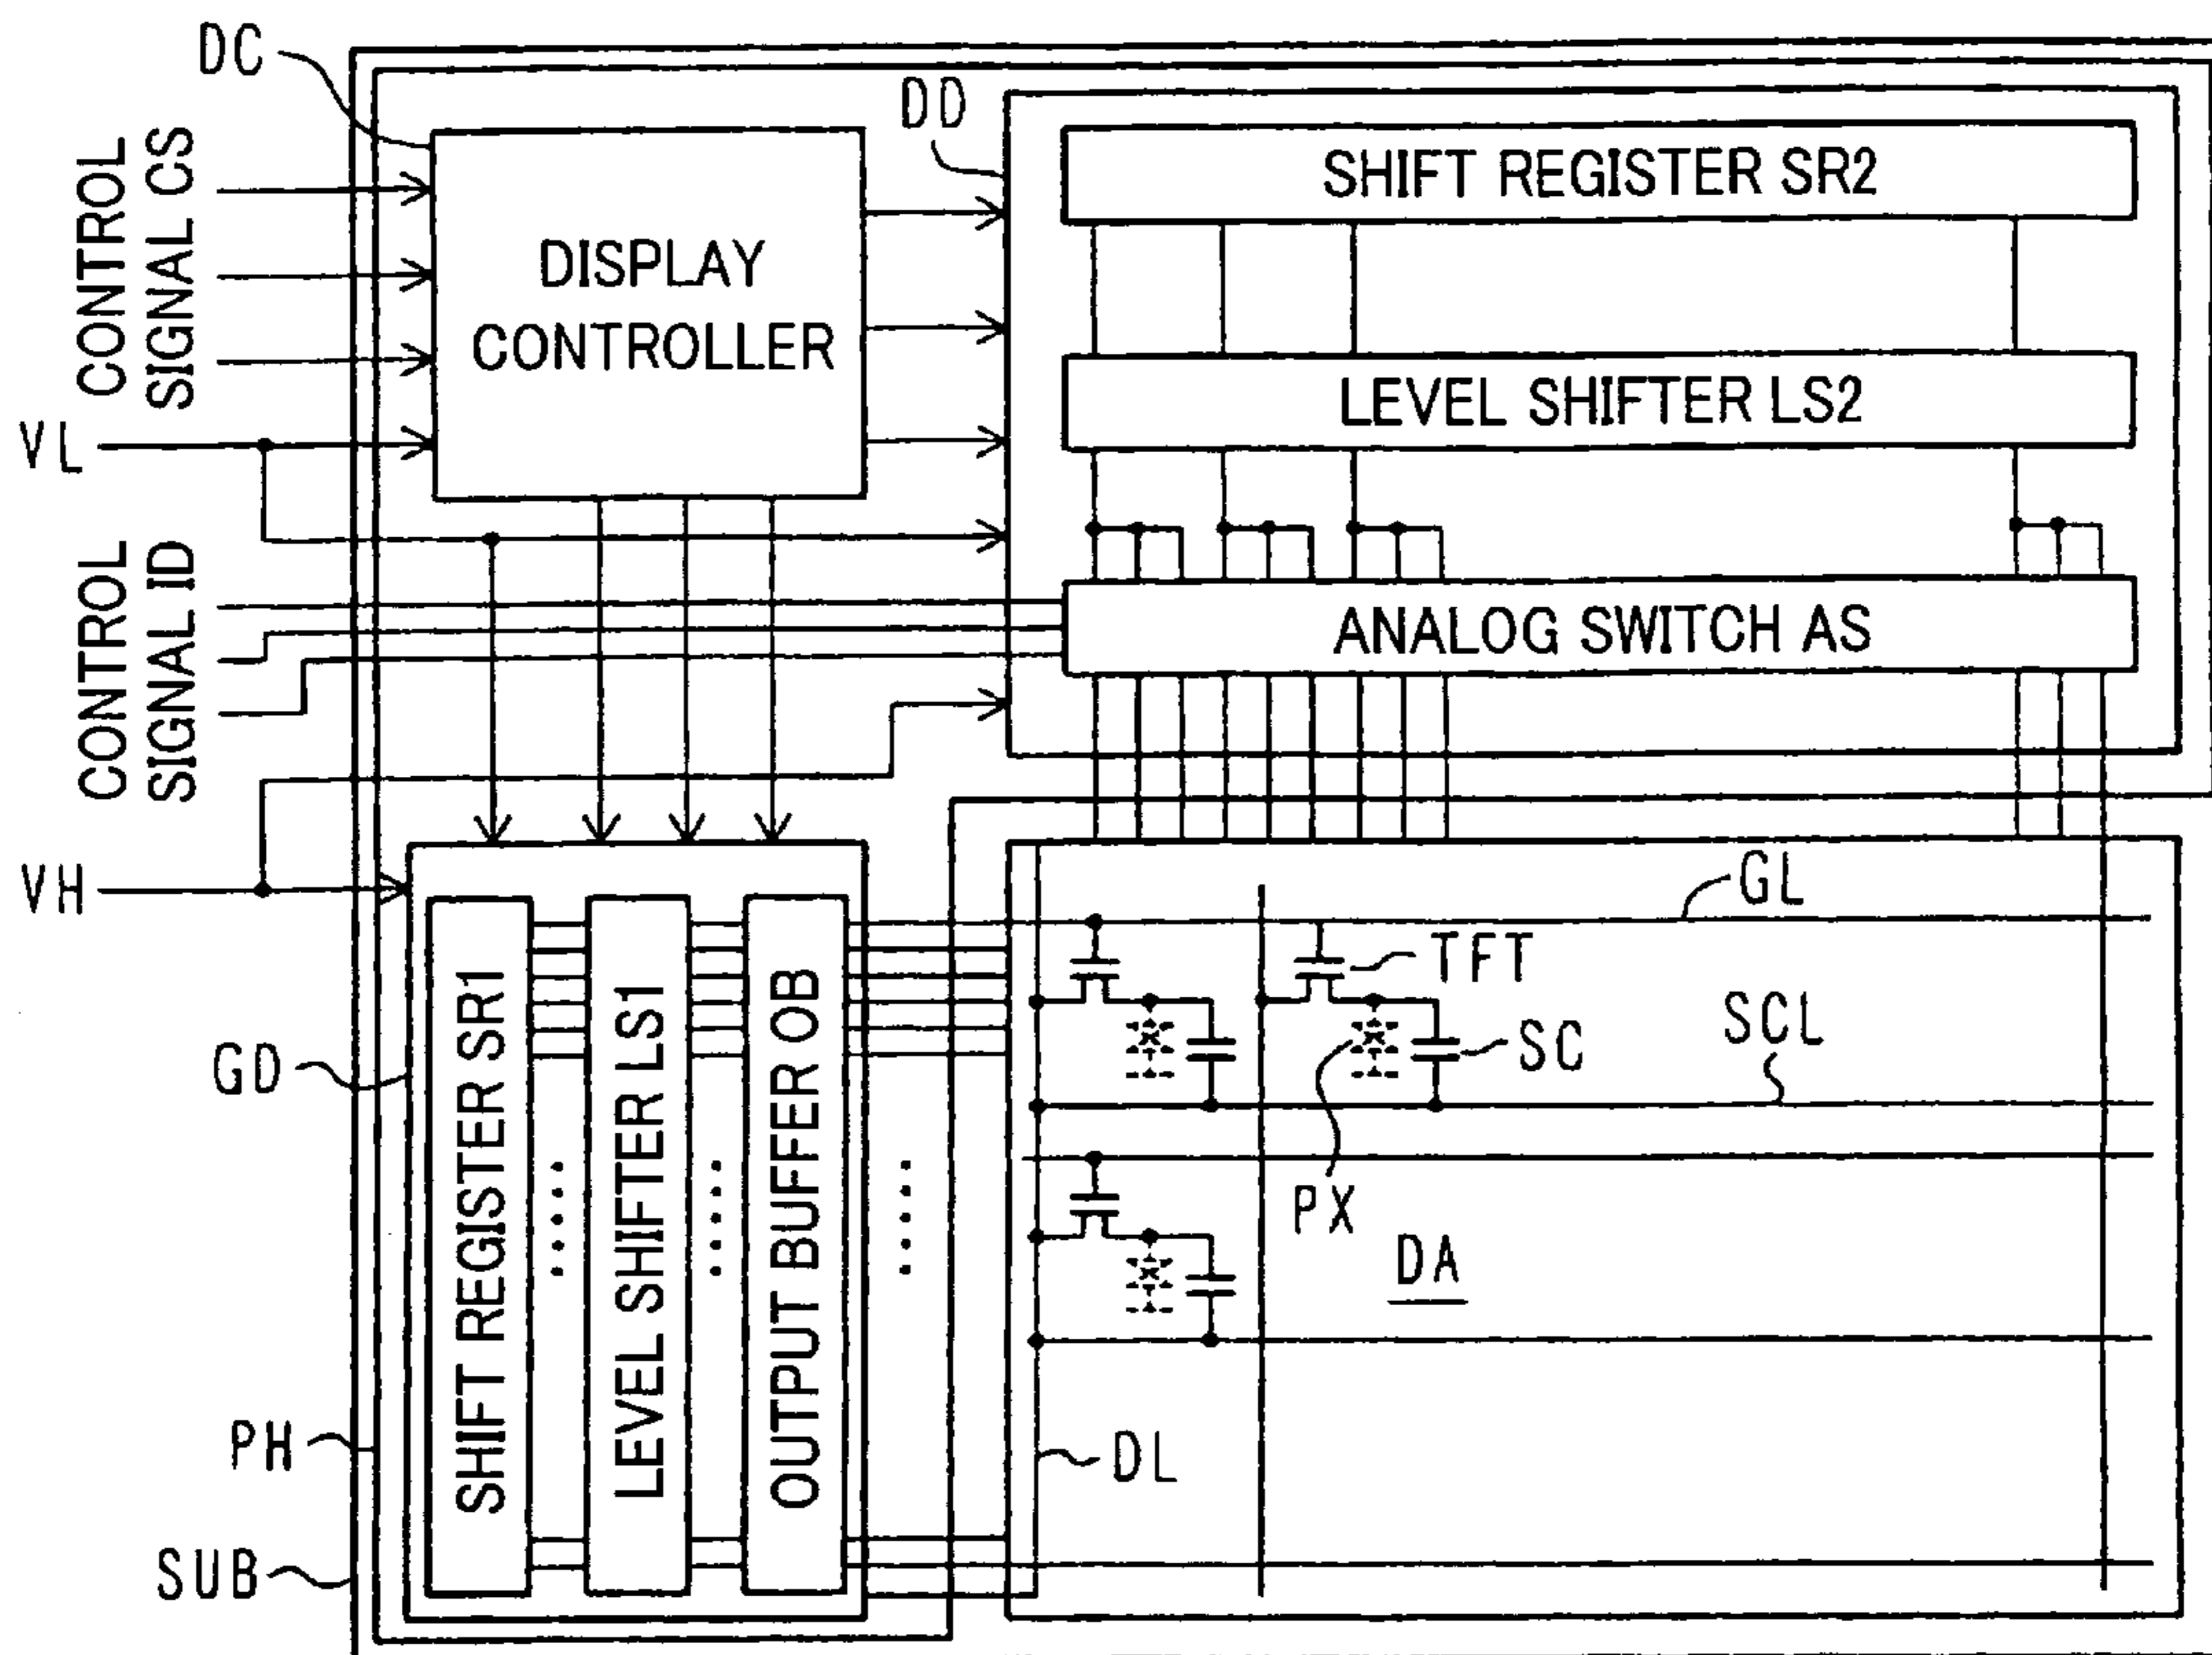 DC
DD
CONTROL
SIGNAL CS
SHIFT REGISTER SR2
DISPLAY
CONTROLLER
LEVEL SHIFTER LS2
VL
CONTROL
SIGNAL ID
ANALOG SWITCH AS
VH
GL
TFT
SC
SCL
GD
SHIFT REGISTER SR1
LEVEL SHIFTER LS1
OUTPUT BUFFER OB
PX
DA
PH
DL
SUB